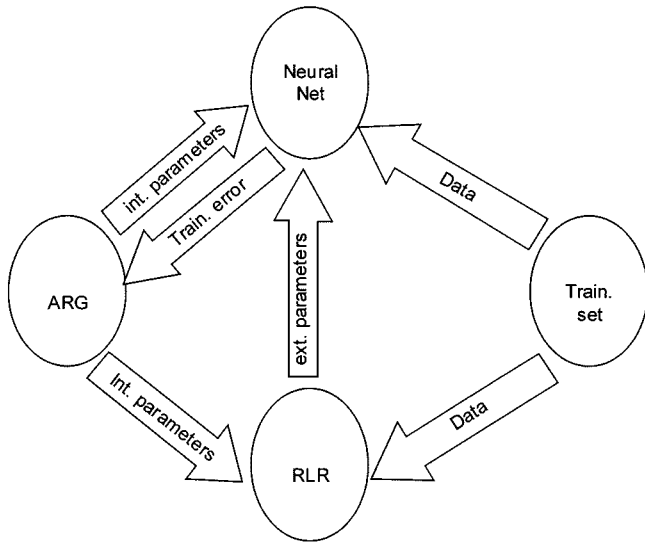 Neural
Net
int. parameters
Train. error
Data
ext. parameters
ARG
Train.
set
Int. parameters
Data
RLR